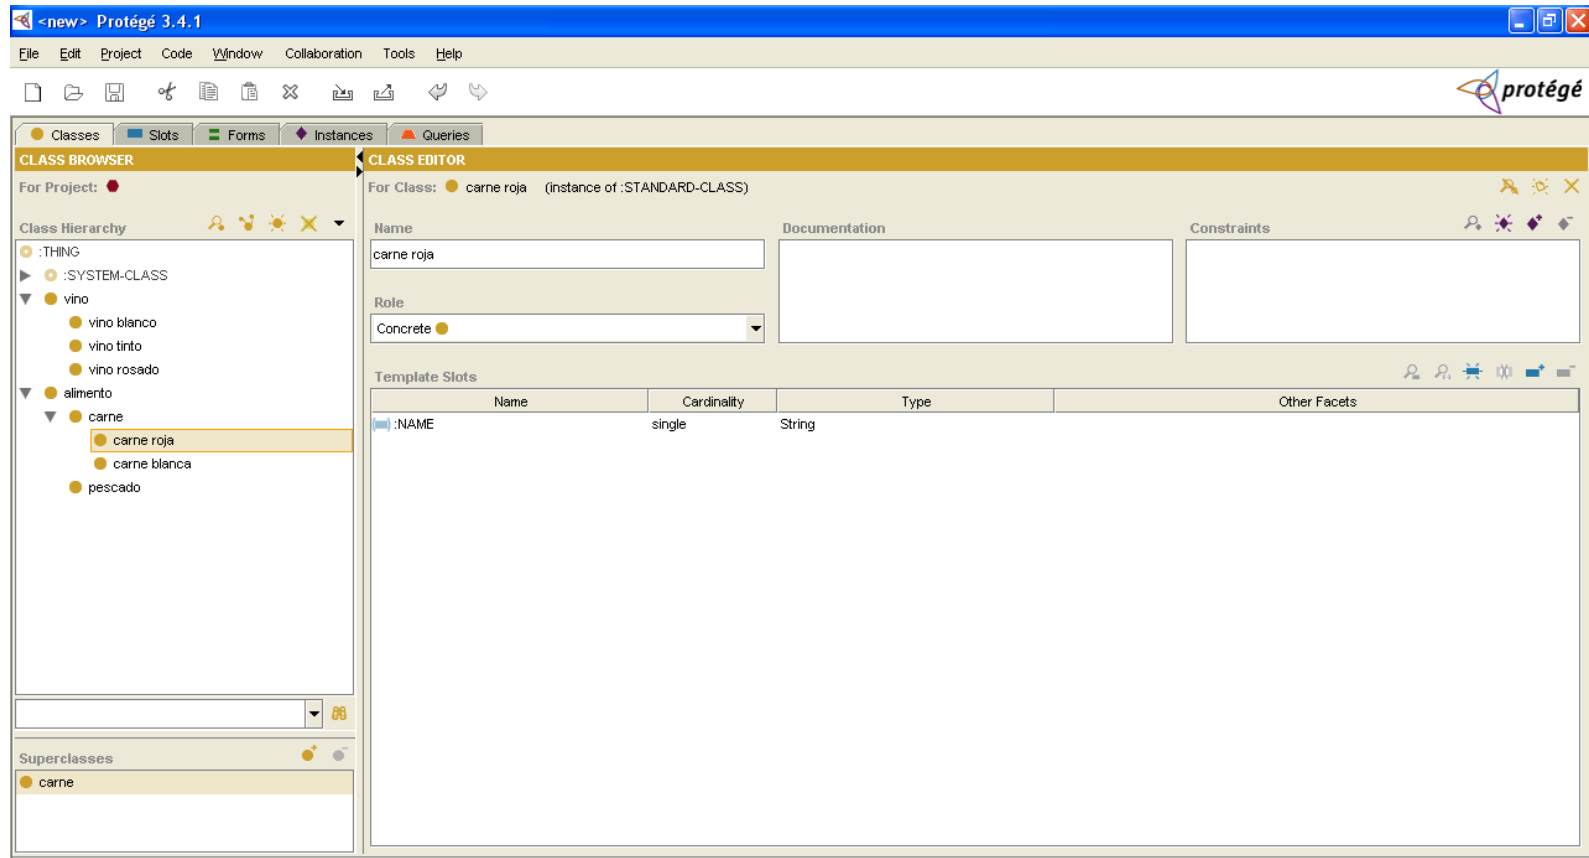 <new> Protégé 3.4.1
File Edit Project Code Window Collaboration Tools Help
protégé
Classes Slots Forms Instances Queries
CLASS BROWSER
For Project:
Class Hierarchy
:THING
:SYSTEM-CLASS
vino
vino blanco
vino tinto
vino rosado
alimento
carne
carne roja
carne blanca
pescado
Superclasses
carne
CLASS EDITOR
For Class: carne roja (instance of :STANDARD-CLASS)
Name Documentation Constraints
carne roja
Role
Concrete
Template Slots
Name Cardinality Type Other Facets
:NAME single String